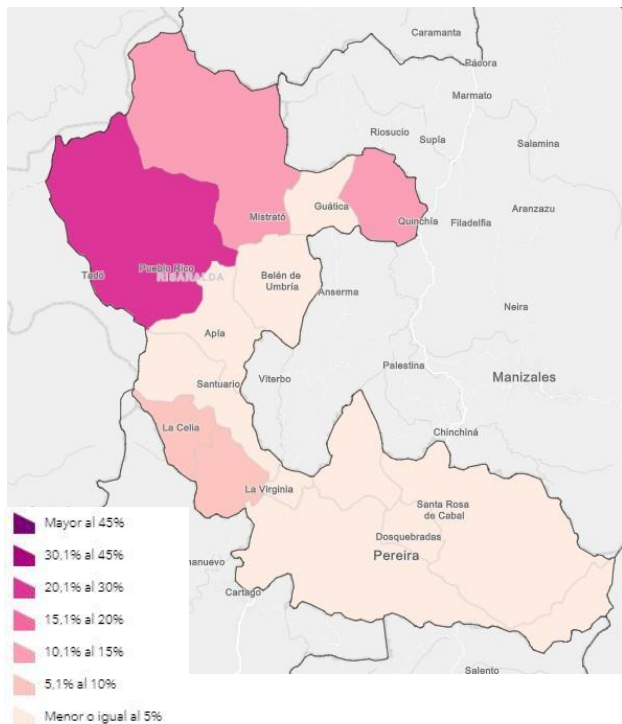 Caramanta
Pácora
Marmato
Riosucio
Supía
Salamina
Mistrató
Guática
Quinchía
Filadelfia
Aranzazu
Tadó
Pueblo Rico
RISARALDA
Belén de
Umbría
Anserma
Neira
Apía
Palestina
Santuario
Viterbo
Manizales
La Celia
Chinchiná
La Virginia
Santa Rosa
de Cabal
Dosquebradas
Pereira
Mayor al 45%
30,1% al 45%
20,1% al 30%
15,1% al 20%
10,1% al 15%
5,1% al 10%
Menor o igual al 5%
anuevo
Cartago
Salento